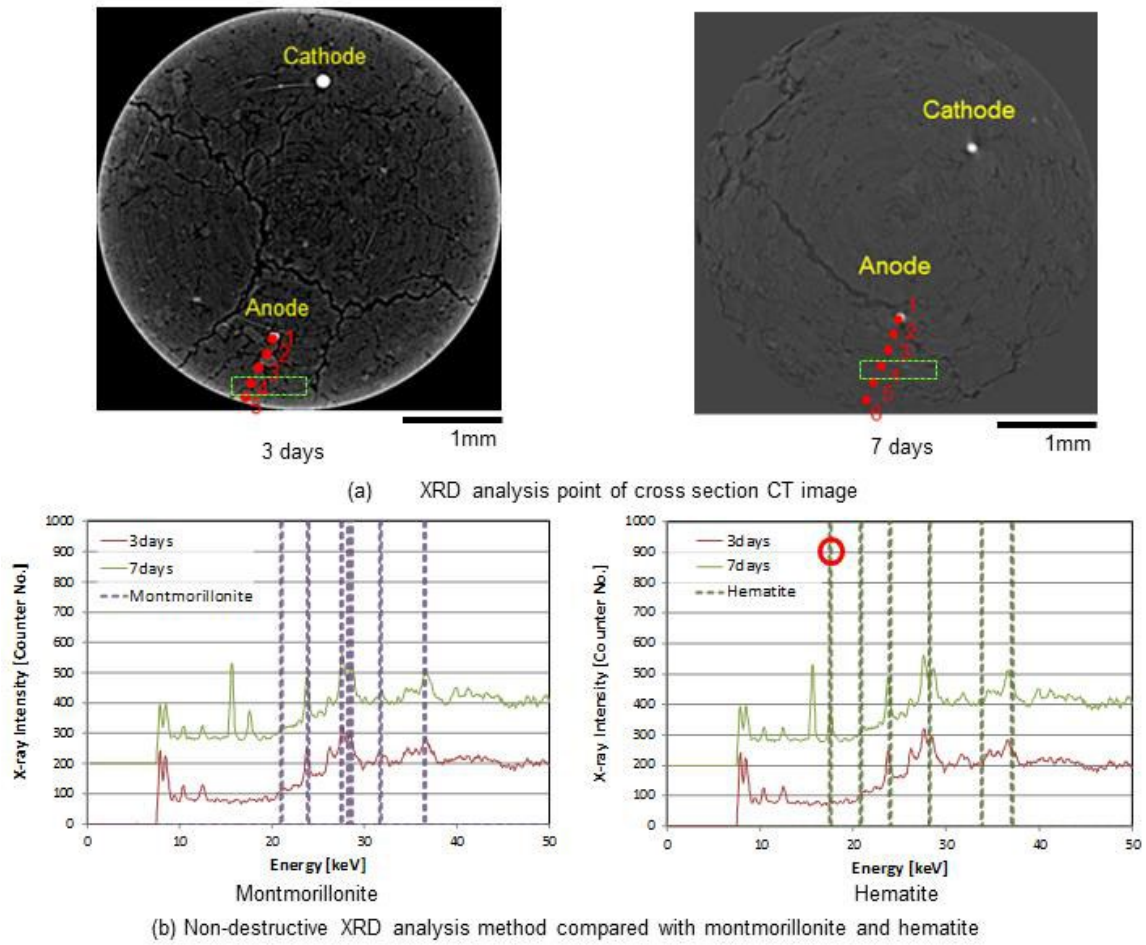 Cathode
Anode
1
2
3
4
5
1mm
3 days
Cathode
Anode
1
2
3
4
5
6
1mm
7 days
(a) XRD analysis point of cross section CT image
X-ray Intensity [Counter No.]
1000
900
800
700
600
500
400
300
200
100
0
3days
7days
Montmorillonite
0 10 20 30 40 50
Energy [keV]
Montmorillonite
X-ray Intensity [Counter No.]
1000
900
800
700
600
500
400
300
200
100
0
3days
7days
Hematite
0 10 20 30 40 50
Energy [keV]
Hematite
(b) Non-destructive XRD analysis method compared with montmorillonite and hematite